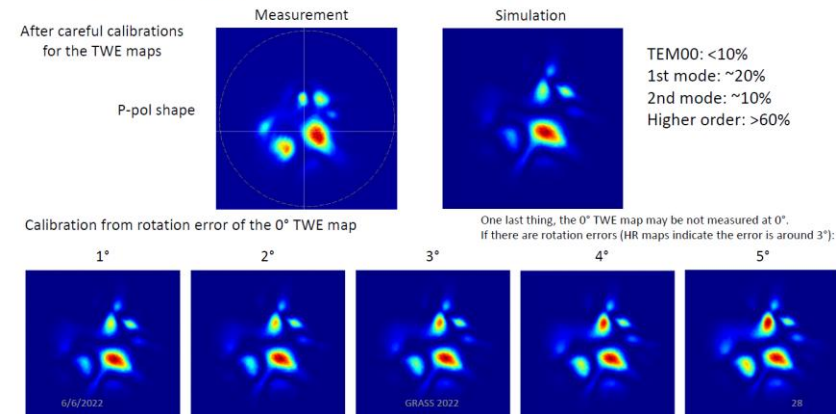 After careful calibrations
for the TWE maps
Measurement
Simulation
P-pol shape
TEM00: <10%
1st mode: ~20%
2nd mode: ~10%
Higher order: >60%
Calibration from rotation error of the 0° TWE map
One last thing, the 0° TWE map may be not measured at 0°.
If there are rotation errors (HR maps indicate the error is around 3°):
1°
2°
3°
4°
5°
6/6/2022
GRASS 2022
28